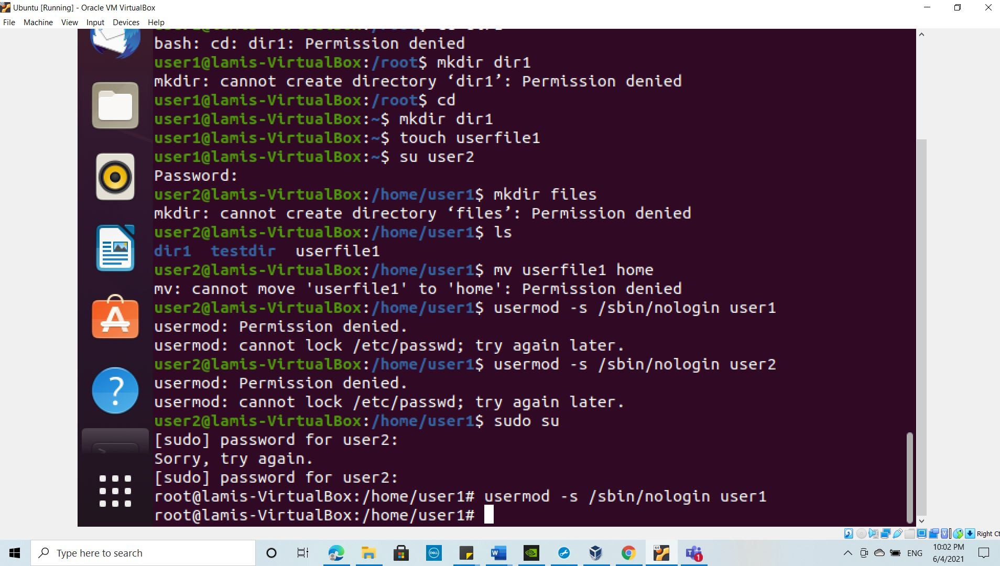 Ubuntu [Running] - Oracle VM VirtualBox
File Machine View Input Devices Help
bash: cd: dir1: Permission denied
user1@lamis-VirtualBox:/root$ mkdir dir1
mkdir: cannot create directory ‘dir1’: Permission denied
user1@lamis-VirtualBox:/root$ cd
user1@lamis-VirtualBox:~$ mkdir dir1
user1@lamis-VirtualBox:~$ touch userfile1
user1@lamis-VirtualBox:~$ su user2
Password:
user2@lamis-VirtualBox:/home/user1$ mkdir files
mkdir: cannot create directory ‘files’: Permission denied
user2@lamis-VirtualBox:/home/user1$ ls
dir1 testdir userfile1
user2@lamis-VirtualBox:/home/user1$ mv userfile1 home
mv: cannot move 'userfile1' to 'home': Permission denied
user2@lamis-VirtualBox:/home/user1$ usermod -s /sbin/nologin user1
usermod: Permission denied.
usermod: cannot lock /etc/passwd; try again later.
user2@lamis-VirtualBox:/home/user1$ usermod -s /sbin/nologin user2
usermod: Permission denied.
usermod: cannot lock /etc/passwd; try again later.
user2@lamis-VirtualBox:/home/user1$ sudo su
[sudo] password for user2:
Sorry, try again.
[sudo] password for user2:
root@lamis-VirtualBox:/home/user1# usermod -s /sbin/nologin user1
root@lamis-VirtualBox:/home/user1#
Right Ct
Type here to search
ENG
10:02 PM
6/4/2021